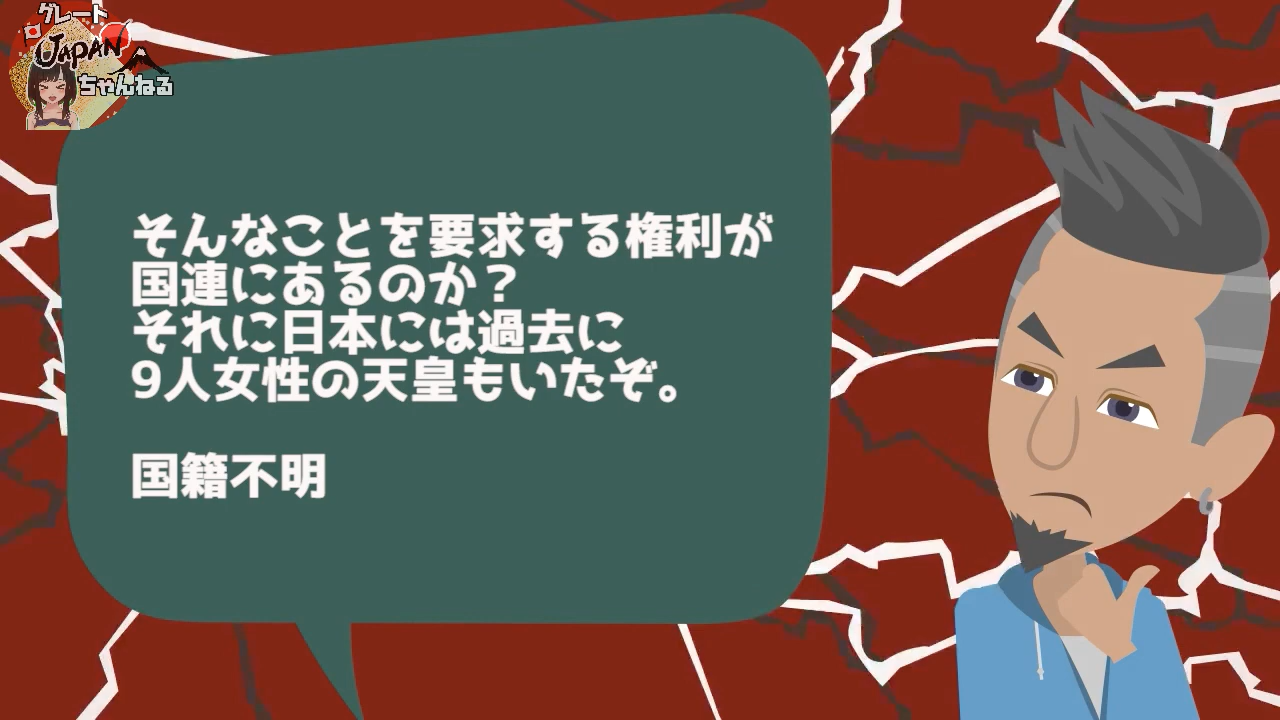 グレート
JAPAN
ちゃんねる
そんなことを要求する権利が
国連にあるのか？
それに日本には過去に
9人女性の天皇もいたぞ。
国籍不明